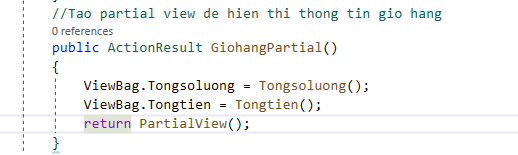 //Tao partial view de hien thi thong tin gio hang
0 references
public ActionResult GiohangPartial()
{
ViewBag.Tongsoluong = Tongsoluong();
ViewBag.Tongtien = Tongtien();
return PartialView();
}